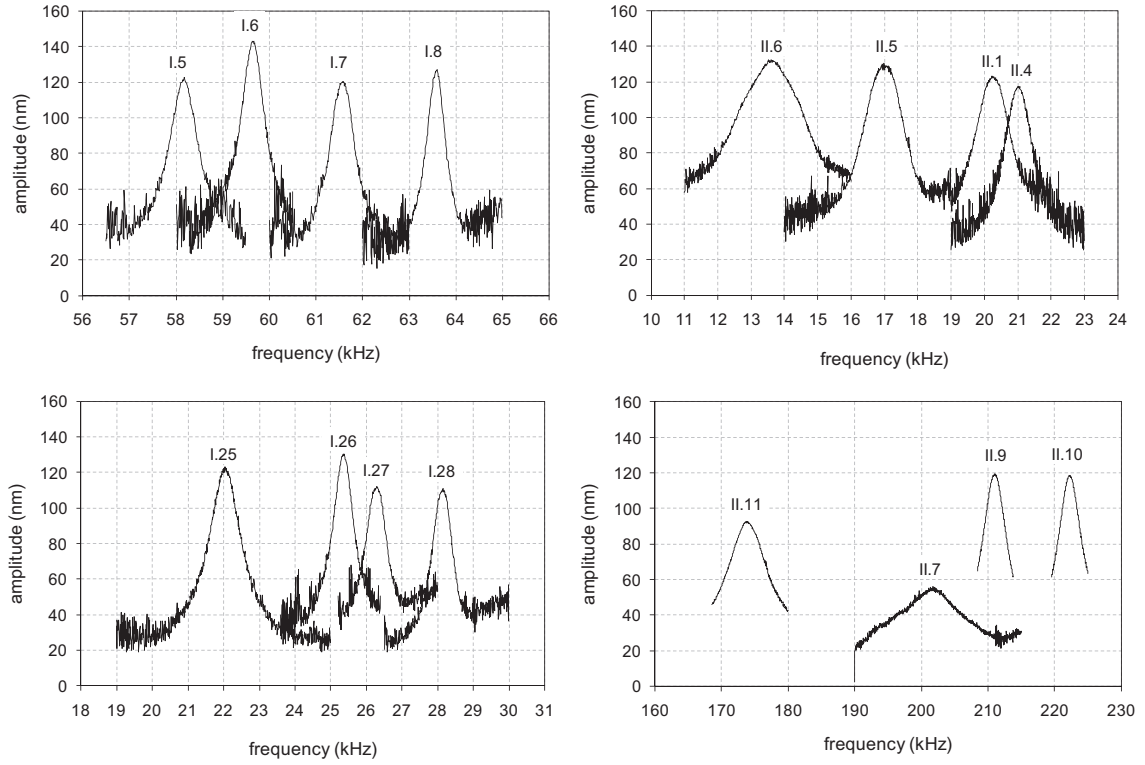 160
140
120
100
80
60
40
20
0
amplitude (nm)
I.5
I.6
I.7
I.8
56 57 58 59 60 61 62 63 64 65 66
frequency (kHz)
160
140
120
100
80
60
40
20
0
amplitude (nm)
II.6
II.5
II.1
II.4
10 11 12 13 14 15 16 17 18 19 20 21 22 23 24
frequency (kHz)
160
140
120
100
80
60
40
20
0
amplitude (nm)
I.25
I.26
I.27
I.28
18 19 20 21 22 23 24 25 26 27 28 29 30 31
frequency (kHz)
160
140
120
100
80
60
40
20
0
amplitude (nm)
II.11
II.7
II.9
II.10
160 170 180 190 200 210 220 230
frequency (kHz)